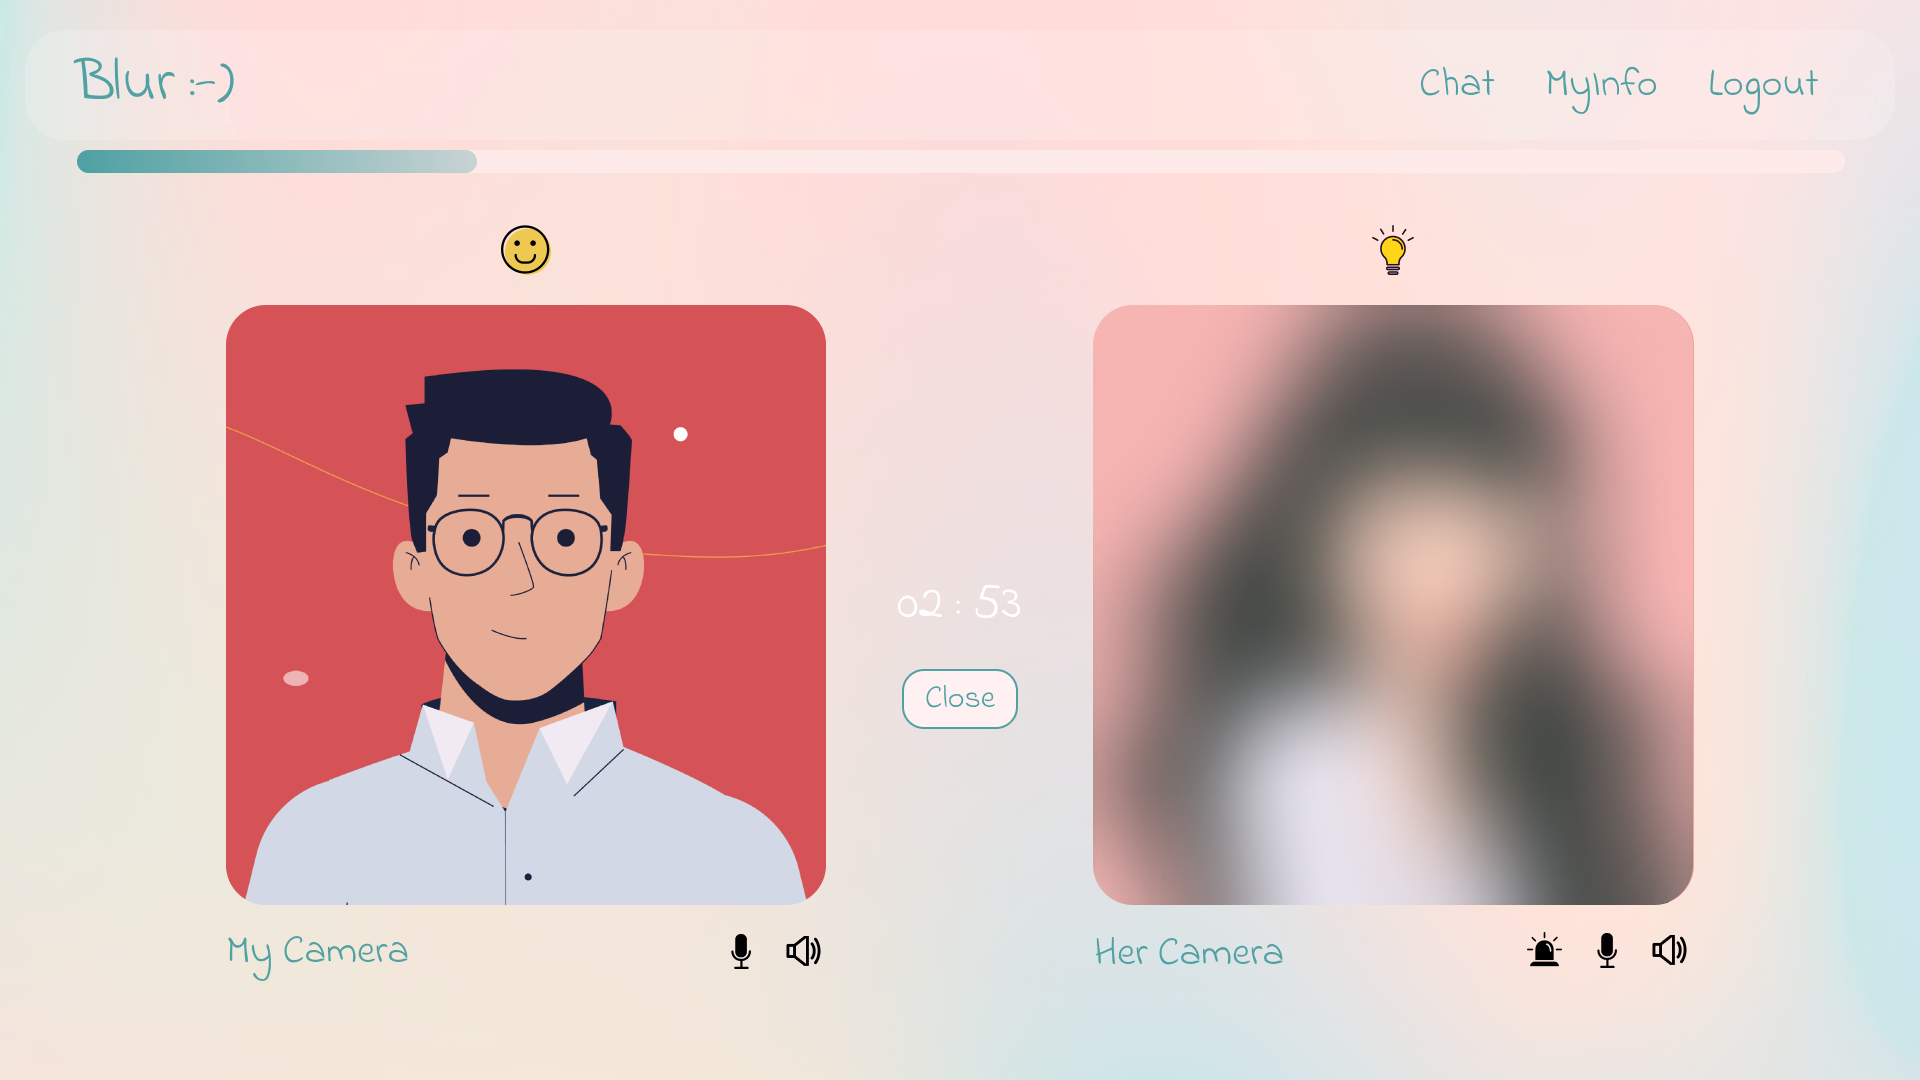 Blur :-)
Chat MyInfo Logout
02 : 53
Close
My Camera
Her Camera